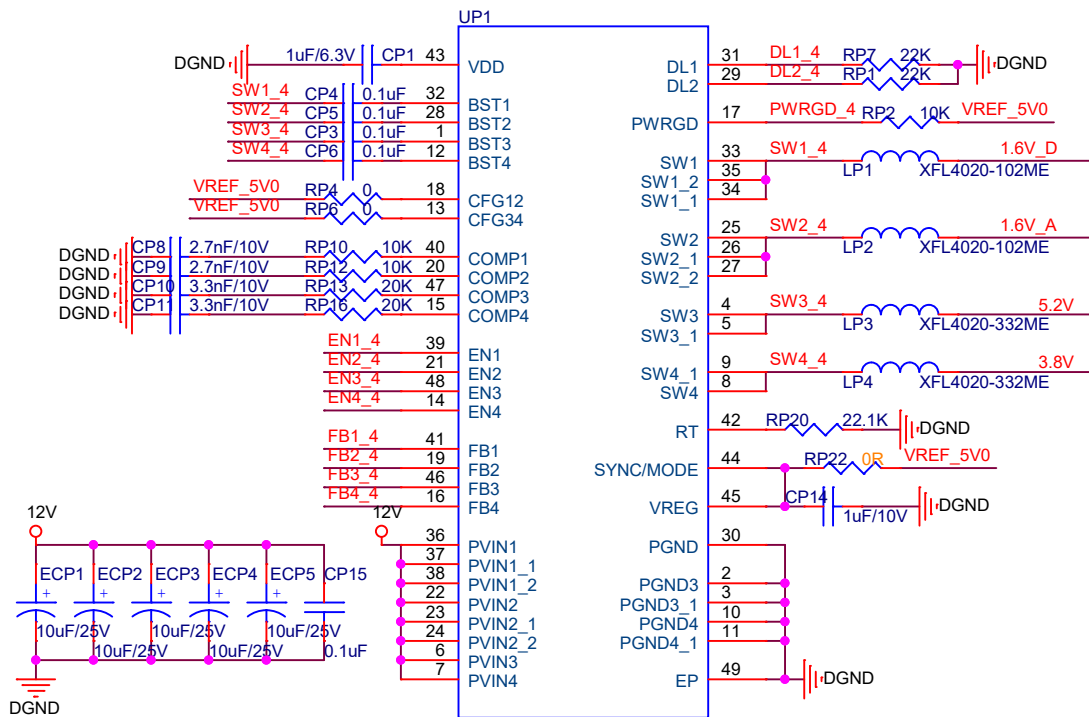 UP1
DGND 1uF/6.3V CP1 43 VDD
SW1_4 CP4 0.1uF 32 BST1
SW2_4 CP5 0.1uF 28 BST2
SW3_4 CP3 0.1uF 1 BST3
SW4_4 CP6 0.1uF 12 BST4
VREF_5V0 RP4 0 18 CFG12
VREF_5V0 RP6 0 13 CFG34
DGND CP8 2.7nF/10V RP10 10K 40 COMP1
DGND CP9 2.7nF/10V RP12 10K 20 COMP2
DGND CP10 3.3nF/10V RP13 20K 47 COMP3
DGND CP11 3.3nF/10V RP16 20K 15 COMP4
EN1_4 39 EN1
EN2_4 21 EN2
EN3_4 48 EN3
EN4_4 14 EN4
FB1_4 41 FB1
FB2_4 19 FB2
FB3_4 46 FB3
FB4_4 16 FB4
12V 36 PVIN1
37 PVIN1_1
38 PVIN1_2
22 PVIN2
23 PVIN2_1
24 PVIN2_2
6 PVIN3
7 PVIN4
12V
ECP1 ECP2 ECP3 ECP4 ECP5 CP15
+ + + + +
10uF/25V 10uF/25V 10uF/25V
10uF/25V 10uF/25V 0.1uF
DGND
DL1 31 DL1_4 RP7 22K DGND
DL2 29 DL2_4 RP1 22K
PWRGD 17 PWRGD_4 RP2 10K VREF_5V0
SW1 33 SW1_4 1.6V_D
SW1_2 35 LP1 XFL4020-102ME
SW1_1 34
SW2 25 SW2_4 1.6V_A
SW2_1 26 LP2 XFL4020-102ME
SW2_2 27
SW3 4 SW3_4 5.2V
SW3_1 5 LP3 XFL4020-332ME
SW4_1 9 SW4_4 3.8V
SW4 8 LP4 XFL4020-332ME
RT 42 RP20 22.1K DGND
SYNC/MODE 44 RP22 0R VREF_5V0
VREG 45 CP14 1uF/10V DGND
PGND 30
PGND3 2
PGND3_1 3
PGND4 10
PGND4_1 11
EP 49 DGND